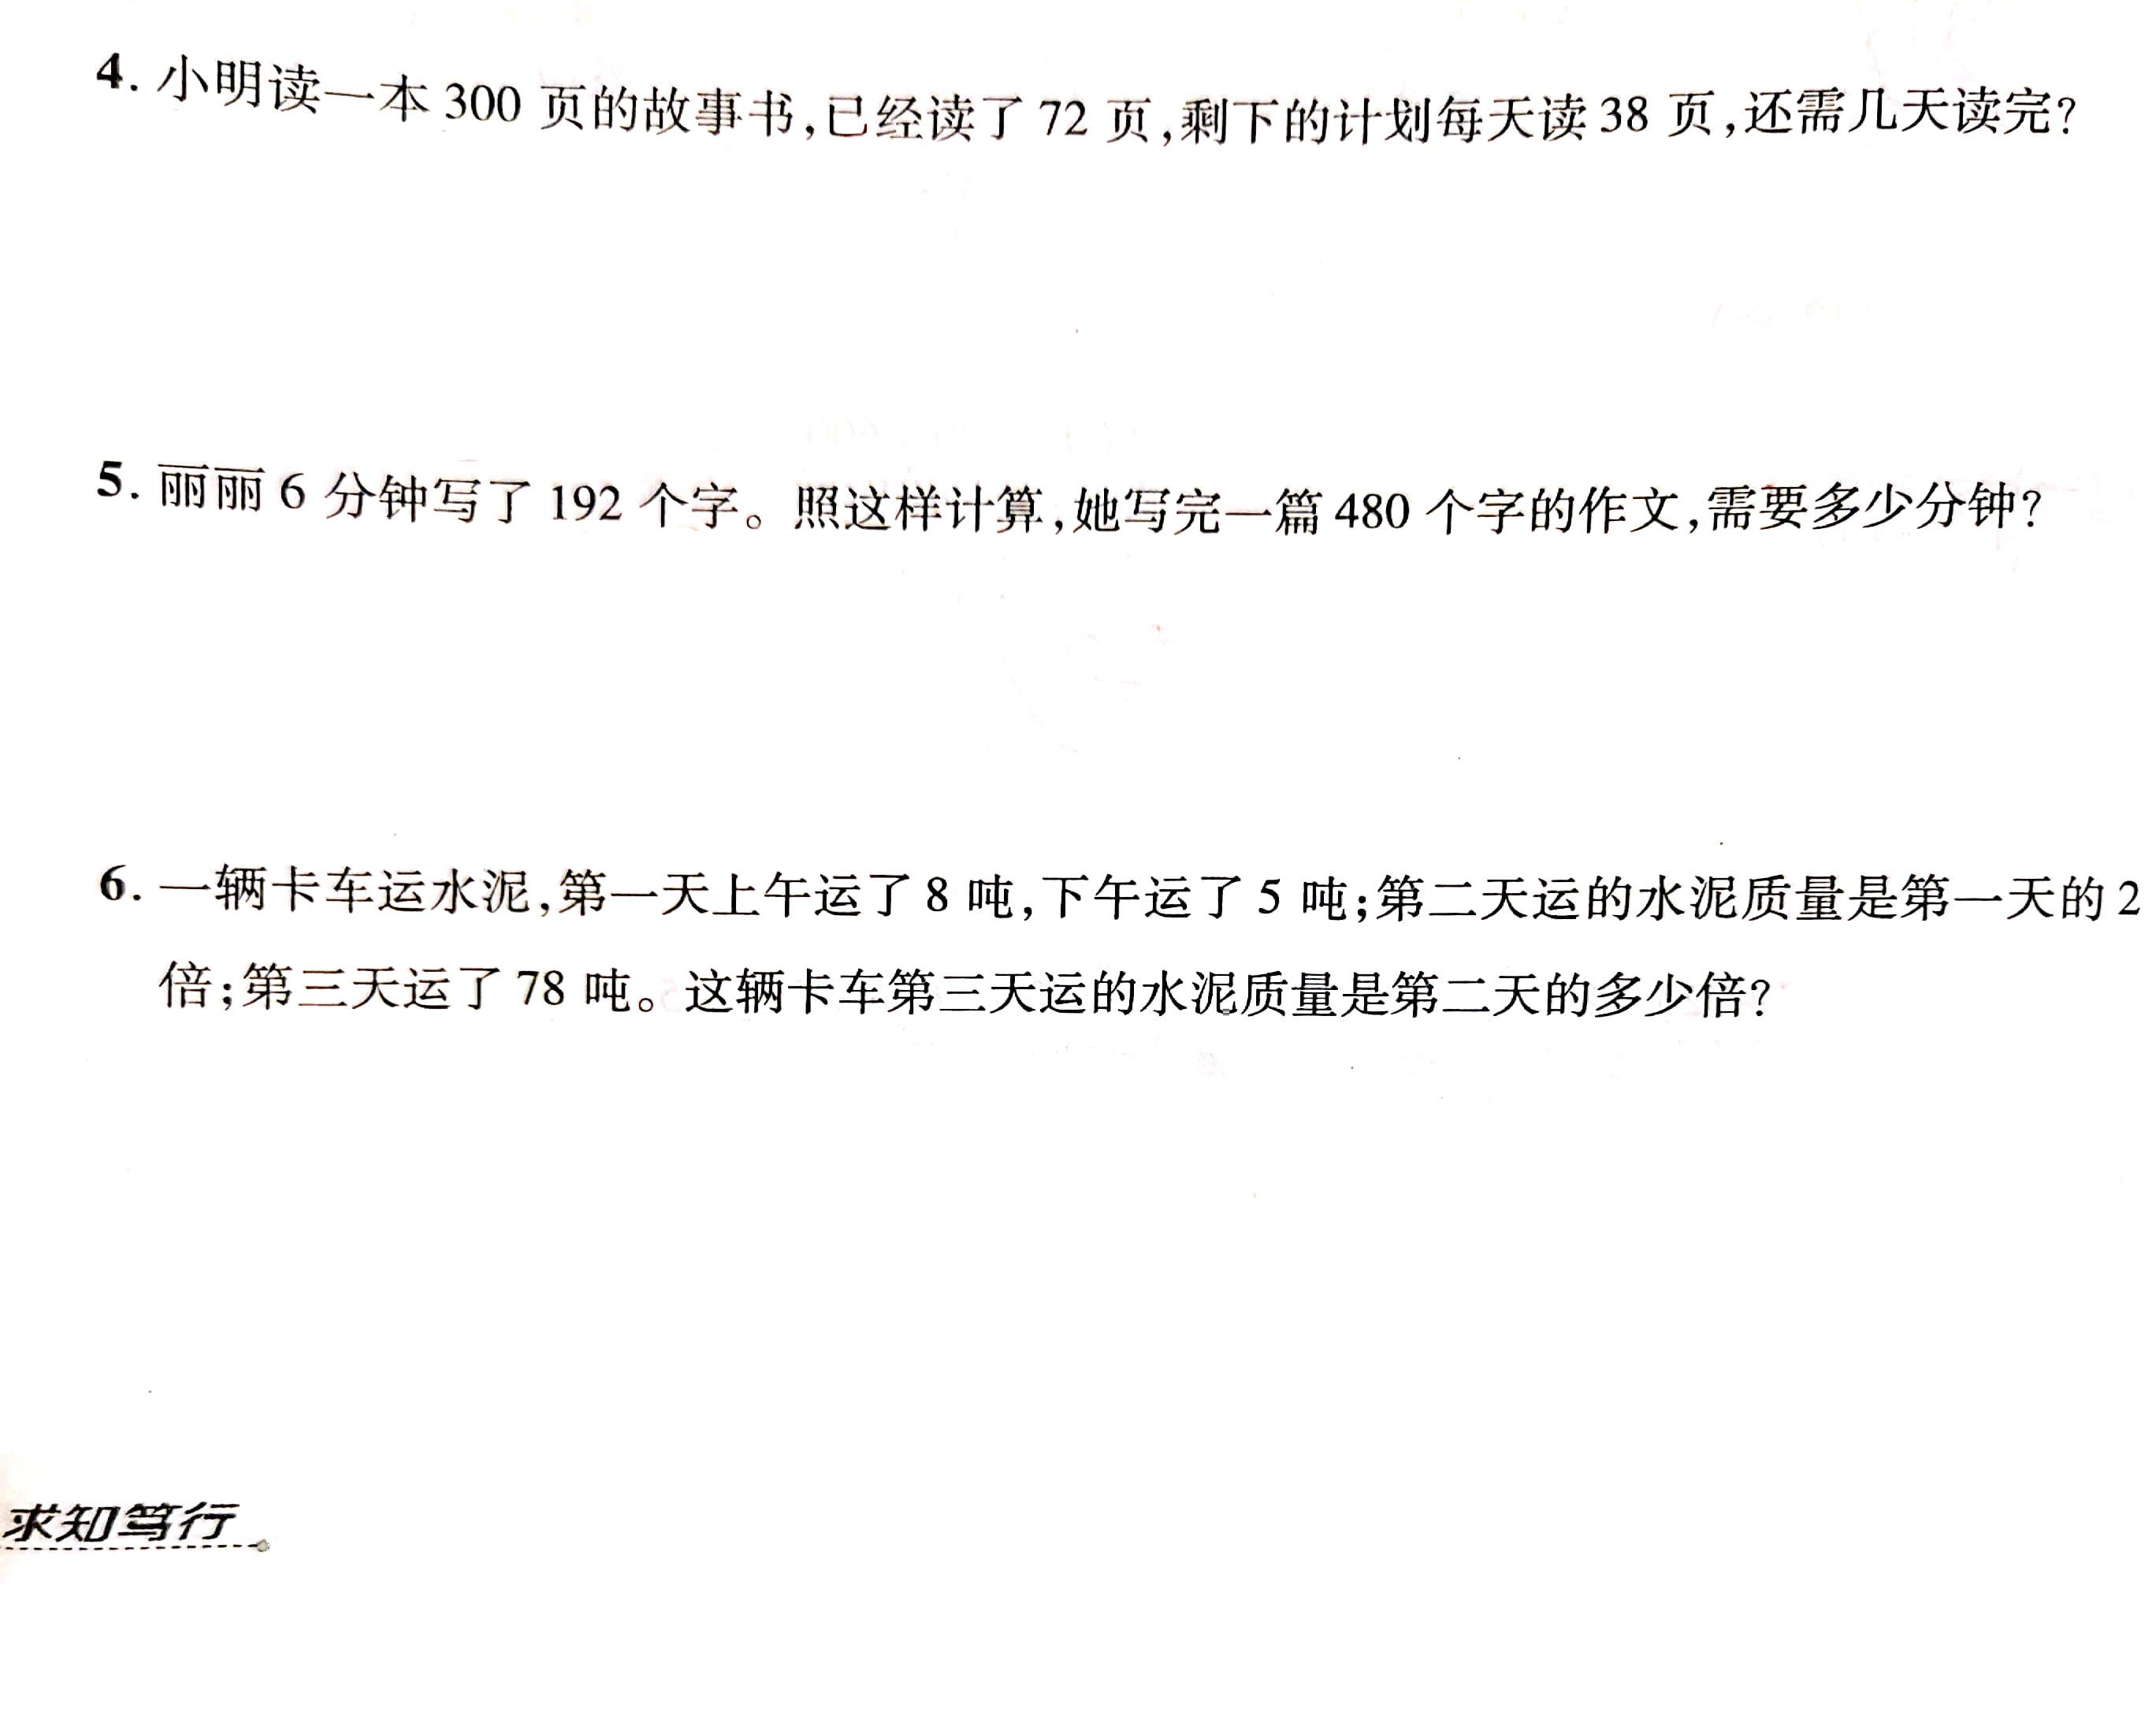 4. 小明读一本 300 页的故事书,已经读了 72 页,剩下的计划每天读 38 页,还需几天读完?
5. 丽丽 6 分钟写了 192 个字。照这样计算,她写完一篇 480 个字的作文,需要多少分钟?
6. 一辆卡车运水泥,第一天上午运了 8 吨,下午运了 5 吨;第二天运的水泥质量是第一天的 2
倍;第三天运了 78 吨。这辆卡车第三天运的水泥质量是第二天的多少倍?
求知笃行